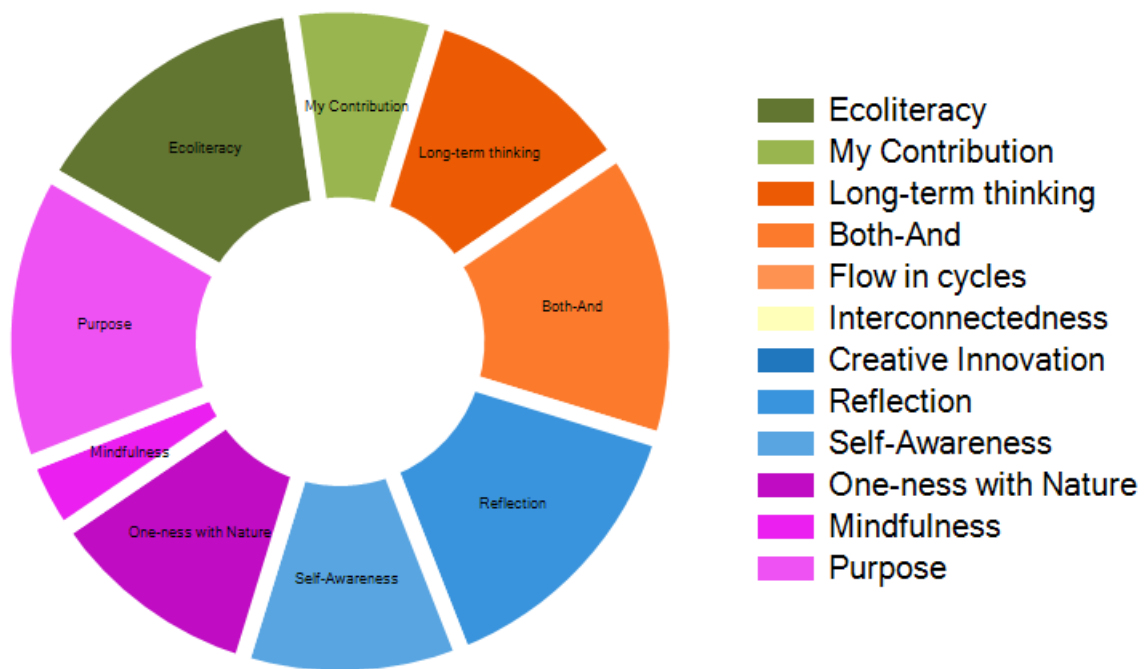 My Contribution
Ecoliteracy
Long-term thinking
Both-And
Purpose
Mindfulness
Reflection
One-ness with Nature
Self-Awareness
Ecoliteracy
My Contribution
Long-term thinking
Both-And
Flow in cycles
Interconnectedness
Creative Innovation
Reflection
Self-Awareness
One-ness with Nature
Mindfulness
Purpose